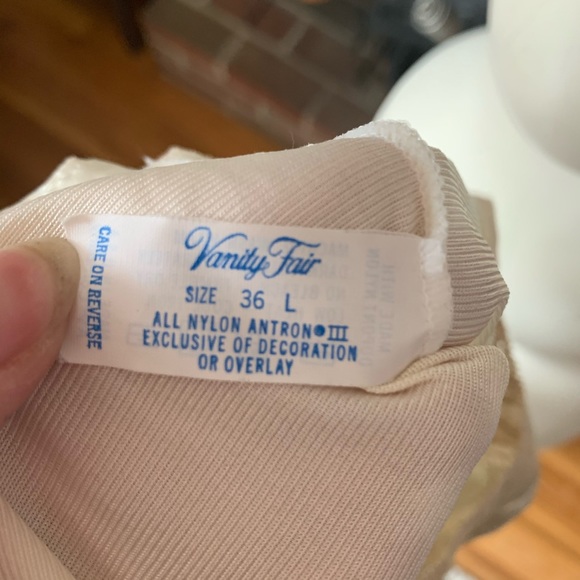 CARE ON REVERSE
Vanity Fair
SIZE 36 L
ALL NYLON ANTRON® III
EXCLUSIVE OF DECORATION
OR OVERLAY